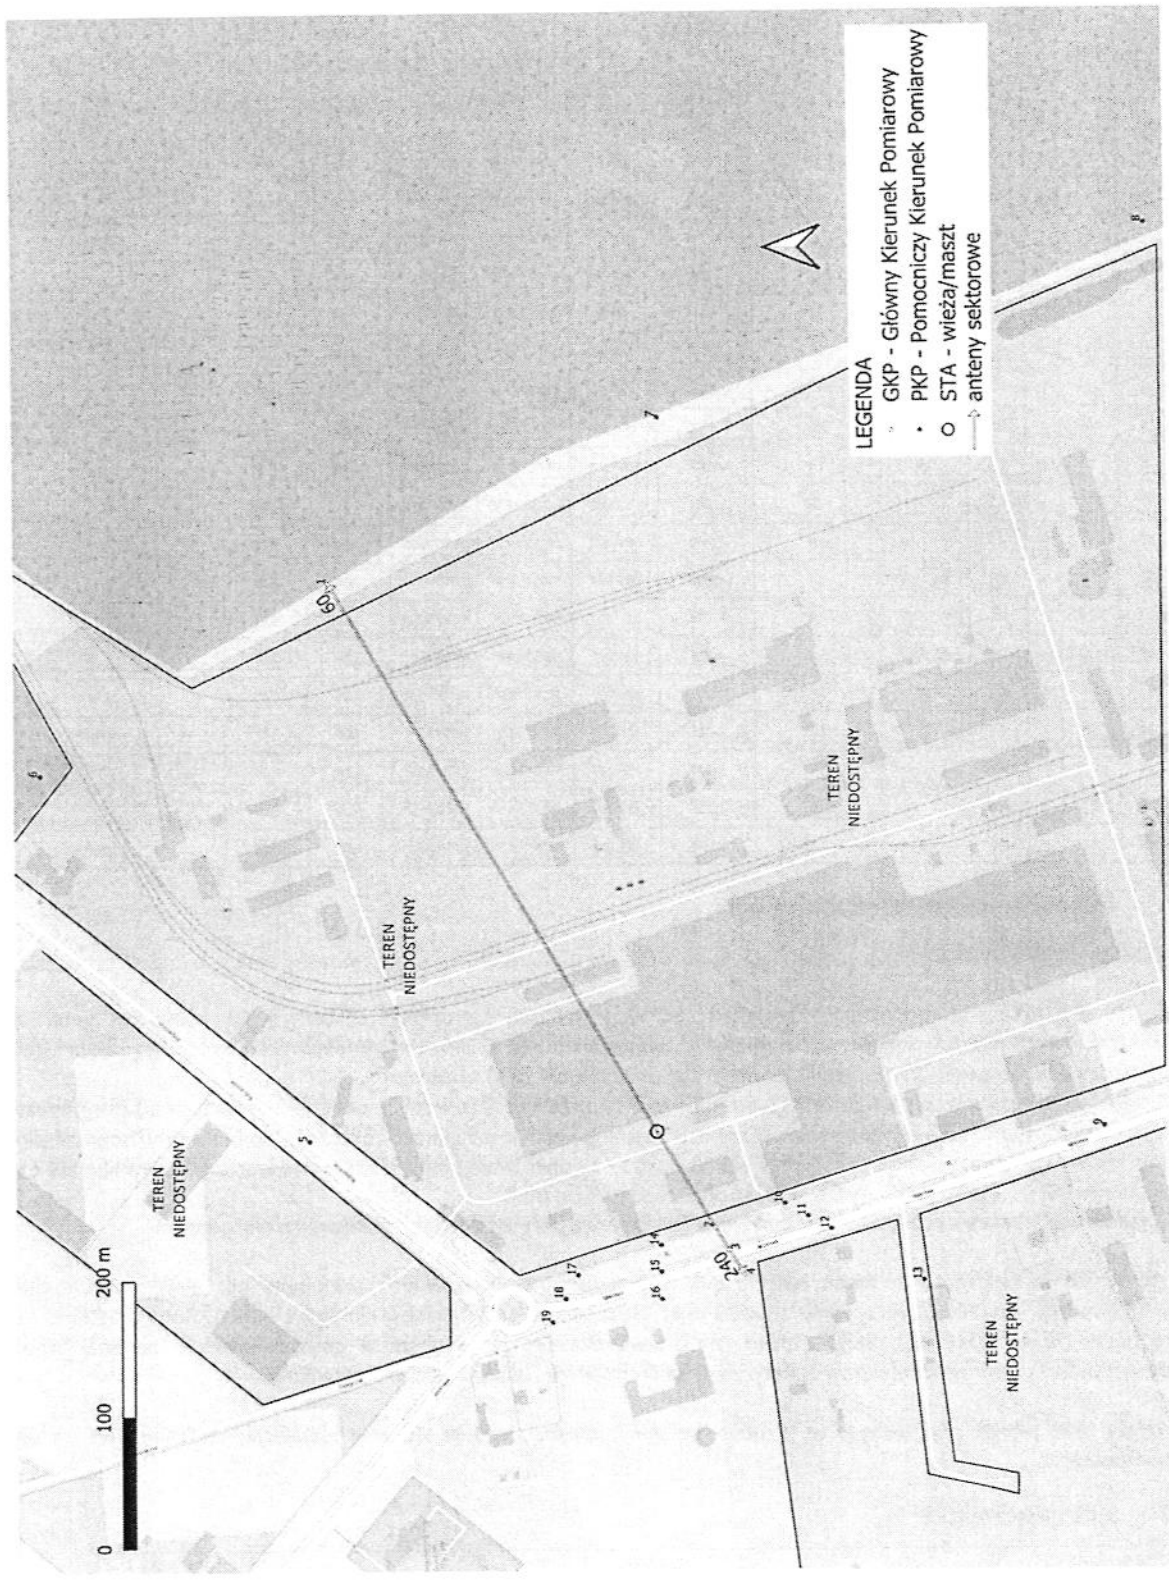 0 100 200 m
TEREN
NIEDOSTĘPNY
5
6
TEREN
NIEDOSTĘPNY
60
1
19
18
17
16
15
14
240
2
3
4
10
11
12
7
TEREN
NIEDOSTĘPNY
13
TEREN
NIEDOSTĘPNY
9
8
LEGENDA
GKP - Główny Kierunek Pomiarowy
PKP - Pomocniczy Kierunek Pomiarowy
STA - wieża/maszt
anteny sektorowe